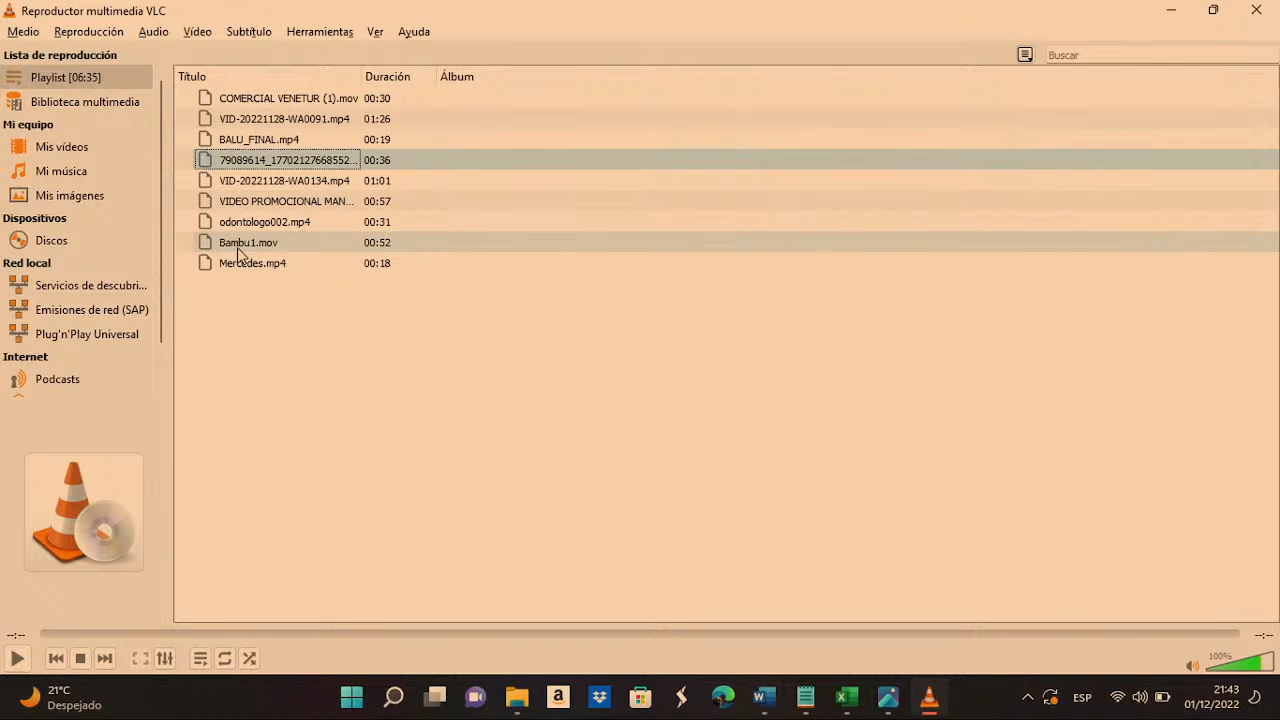 Reproductor multimedia VLC
Medio Reproducción Audio Vídeo Subtítulo Herramientas Ver Ayuda
Lista de reproducción
Buscar
Playlist [06:35]
Biblioteca multimedia
Mi equipo
Mis vídeos
Mi música
Mis imágenes
Dispositivos
Discos
Red local
Servicios de descubri...
Emisiones de red (SAP)
Plug'n'Play Universal
Internet
Podcasts
Título Duración Álbum
COMERCIAL VENETUR (1).mov 00:30
VID-20221128-WA0091.mp4 01:26
BALU_FINAL.mp4 00:19
79089614_17702127668552... 00:36
VID-20221128-WA0134.mp4 01:01
VIDEO PROMOCIONAL MAN... 00:57
odontologo002.mp4 00:31
Bambu1.mov 00:52
Mercedes.mp4 00:18
--:-- --:--
100%
21°C
Despejado
ESP
21:43
01/12/2022